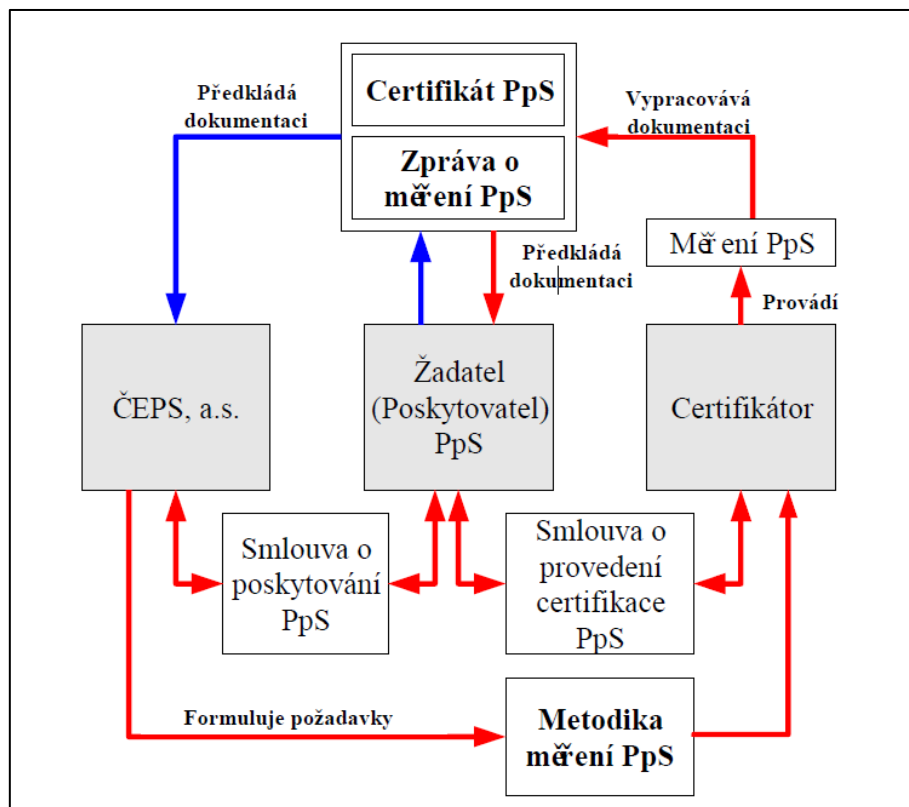 Certifikát PpS
Zpráva o
měření PpS
Předkládá
dokumentaci
Vypracovává
dokumentaci
Předkládá
dokumentaci
Měření PpS
Provádí
ČEPS, a.s.
Žadatel
(Poskytovatel)
PpS
Certifikátor
Smlouva o
poskytování
PpS
Smlouva o
provedení
certifikace
PpS
Formuluje požadavky
Metodika
měření PpS